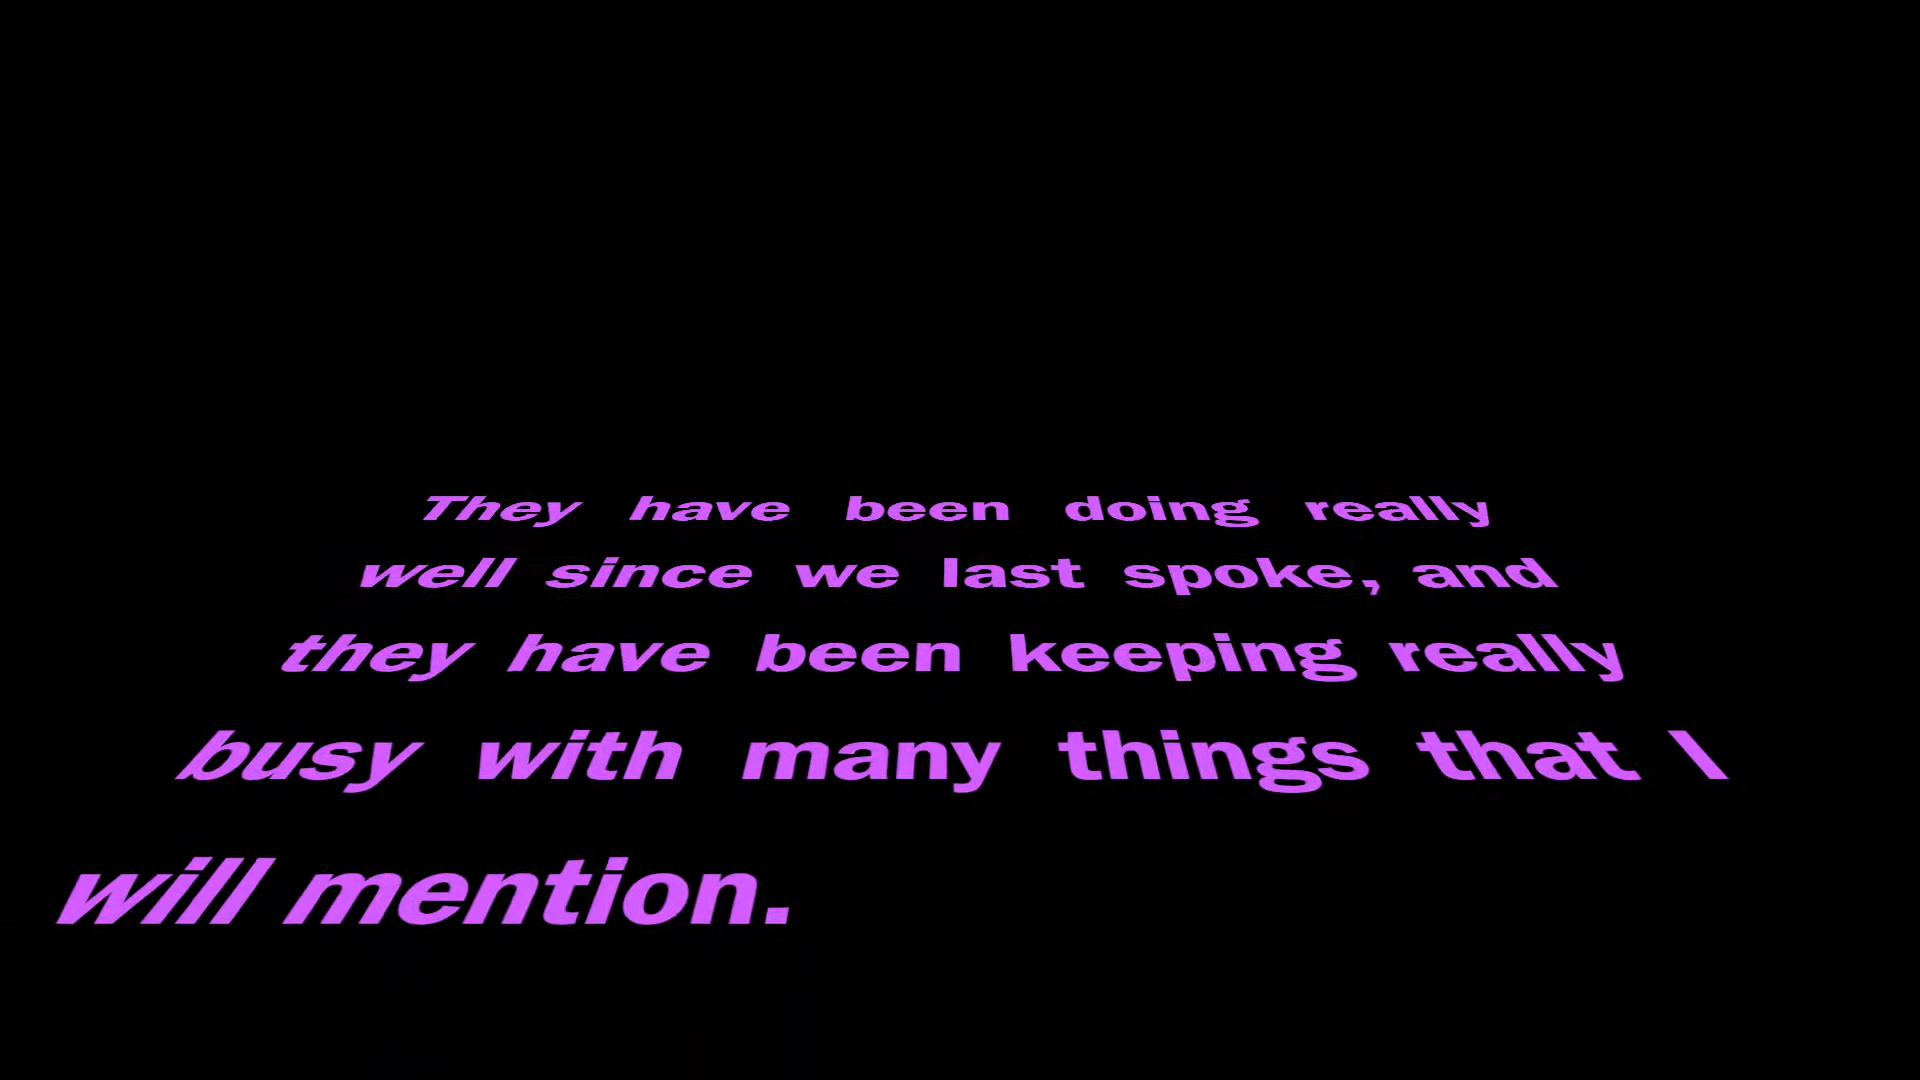 They have been doing really
well since we last spoke, and
they have been keeping really
busy with many things that I
will mention.